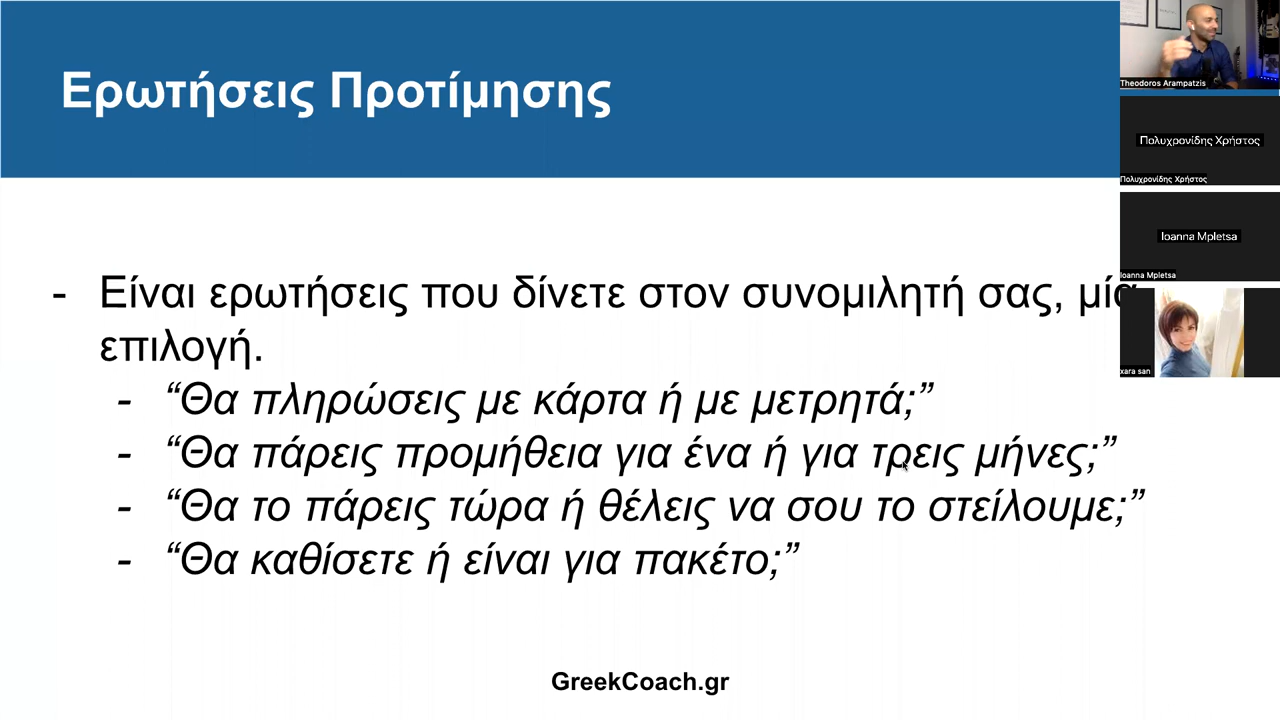 Ερωτήσεις Προτίμησης
- Είναι ερωτήσεις που δίνετε στον συνομιλητή σας, μία
επιλογή.
- “Θα πληρώσεις με κάρτα ή με μετρητά;”
- “Θα πάρεις προμήθεια για ένα ή για τρεις μήνες;”
- “Θα το πάρεις τώρα ή θέλεις να σου το στείλουμε;”
- “Θα καθίσετε ή είναι για πακέτο;”
GreekCoach.gr
Theodoros Arampatzis
Πολυχρονίδης Χρήστος
Πολυχρονίδης Χρήστος
Ioanna Mpletsa
Ioanna Mpletsa
xara san